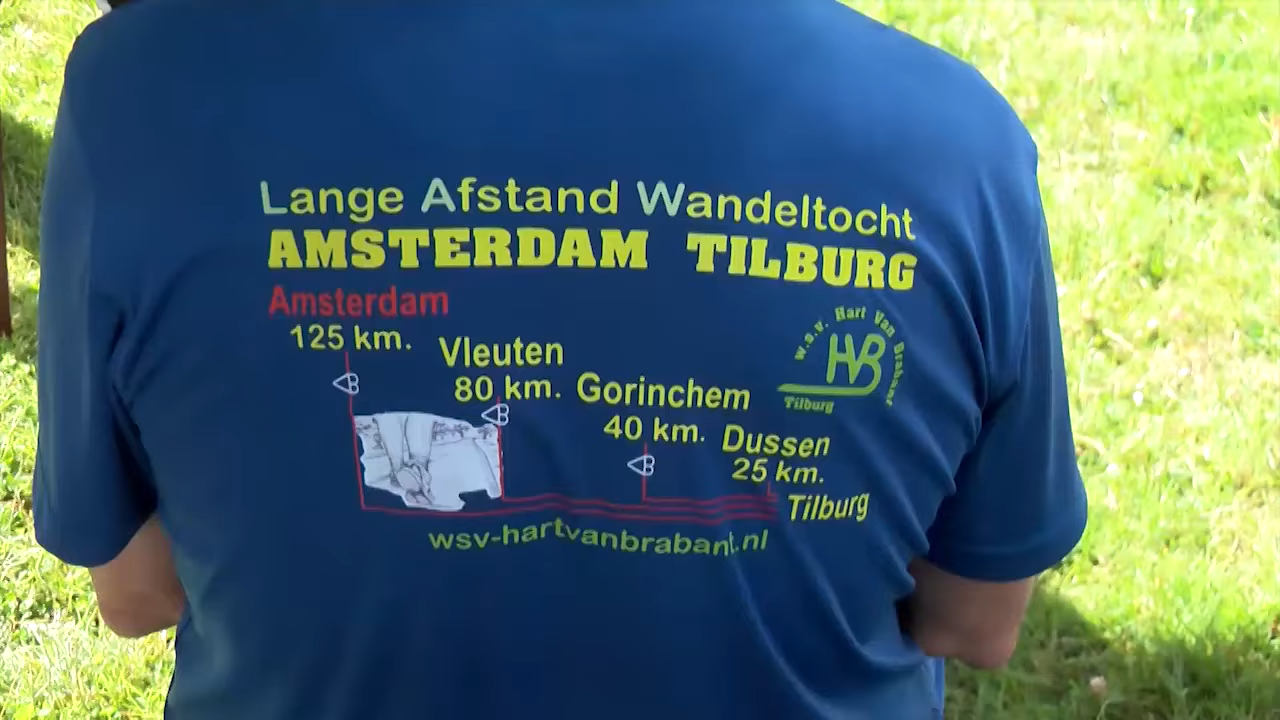 Lange Afstand Wandeltocht
AMSTERDAM TILBURG
Amsterdam
125 km.
Vleuten
80 km.
Gorinchem
40 km.
Dussen
25 km.
Tilburg
w.s.v. Hart Van Brabant
HVB
Tilburg
wsv-hartvanbrabant.nl